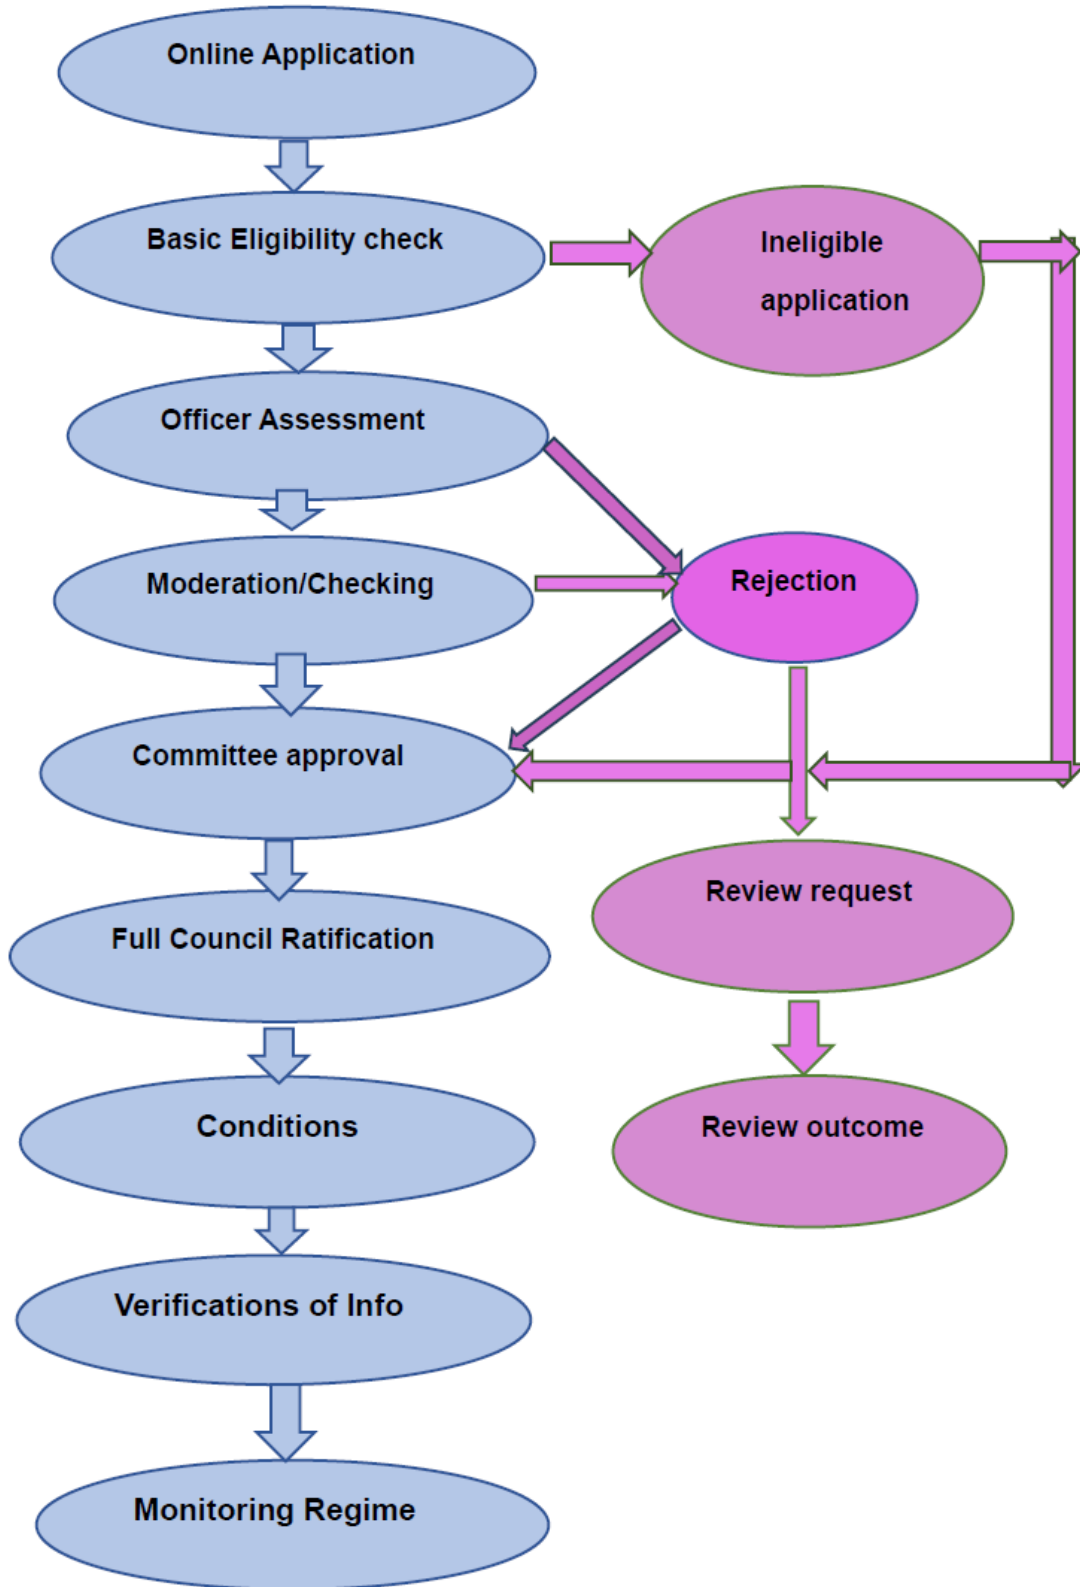 Online Application
Basic Eligibility check
Ineligible
application
Officer Assessment
Moderation/Checking
Rejection
Committee approval
Review request
Full Council Ratification
Conditions
Review outcome
Verifications of Info
Monitoring Regime